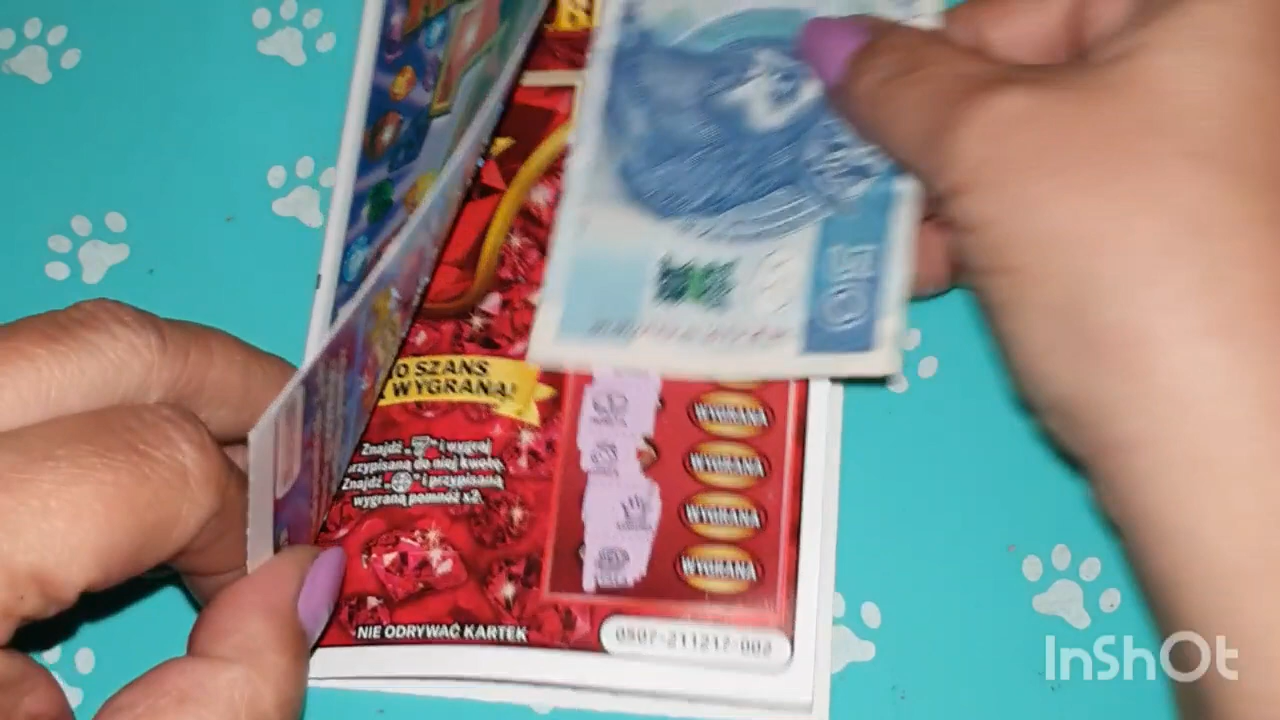 50
O SZANS
WYGRANĄ!
Znajdź „ " i wygraj
przypisaną do niej kwotę.
Znajdź „ " i przypisaną
wygraną pomnóż x2.
WYGRANA
WYGRANA
WYGRANA
WYGRANA
NIE ODRYWAĆ KARTEK
0507-211217-002
InShOt